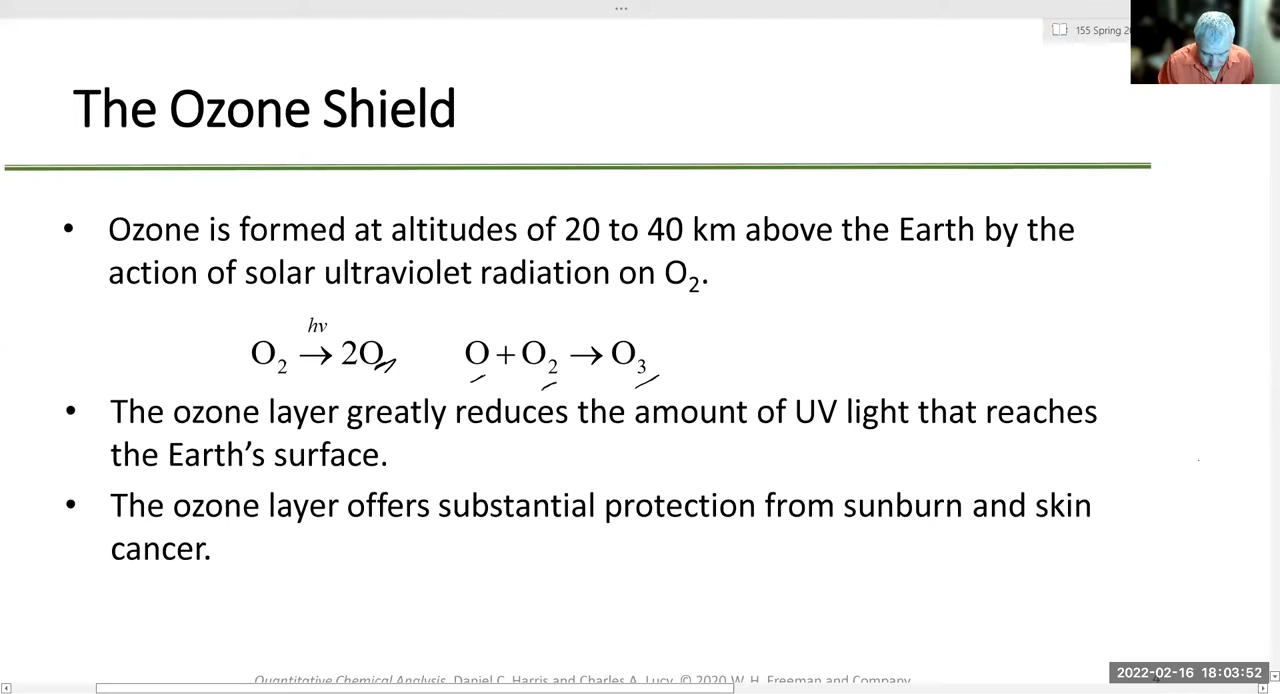 155 Spring 20
The Ozone Shield
• Ozone is formed at altitudes of 20 to 40 km above the Earth by the
action of solar ultraviolet radiation on O₂.
hν
O₂ → 2O    O + O₂ → O₃
• The ozone layer greatly reduces the amount of UV light that reaches
the Earth’s surface.
• The ozone layer offers substantial protection from sunburn and skin
cancer.
Quantitative Chemical Analysis, Daniel C. Harris and Charles A. Lucy, © 2020 W. H. Freeman and Company
2022-02-16 18:03:52